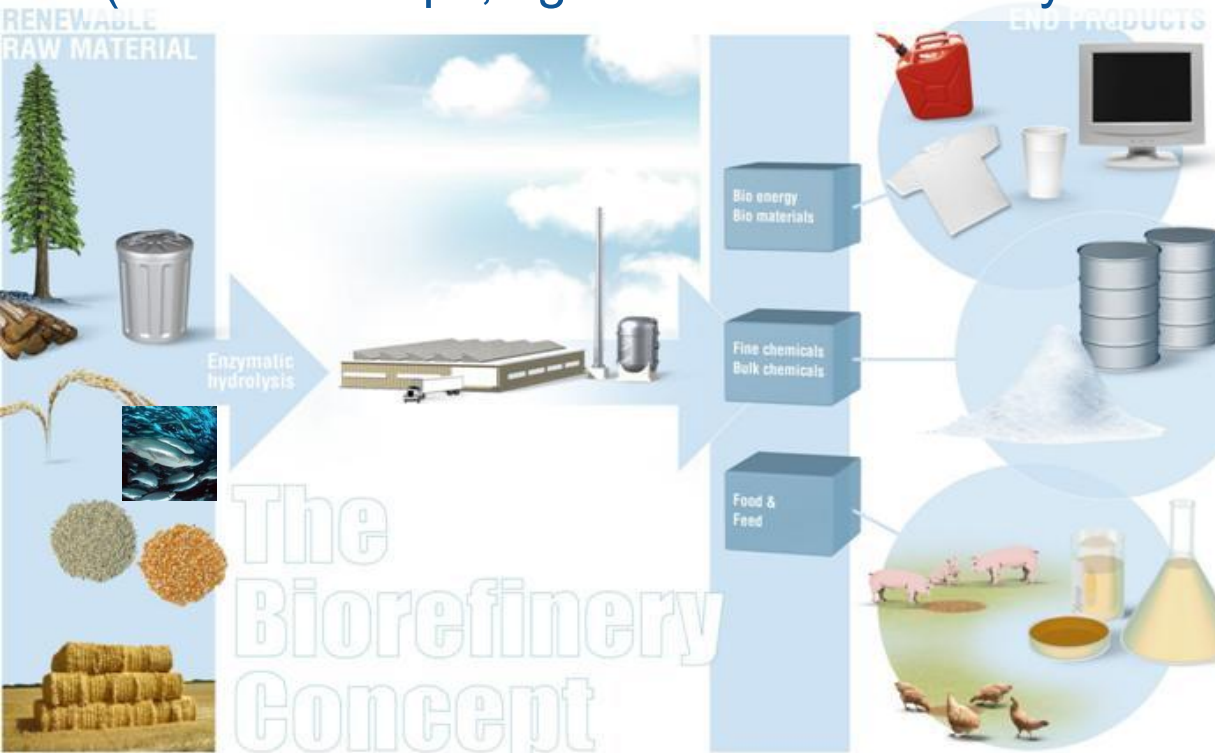 RENEWABLE
RAW MATERIAL
END PRODUCTS
Bio energy
Bio materials
Enzymatic
hydrolysis
Fine chemicals
Bulk chemicals
Food &
Feed
The
Biorefinery
Concept